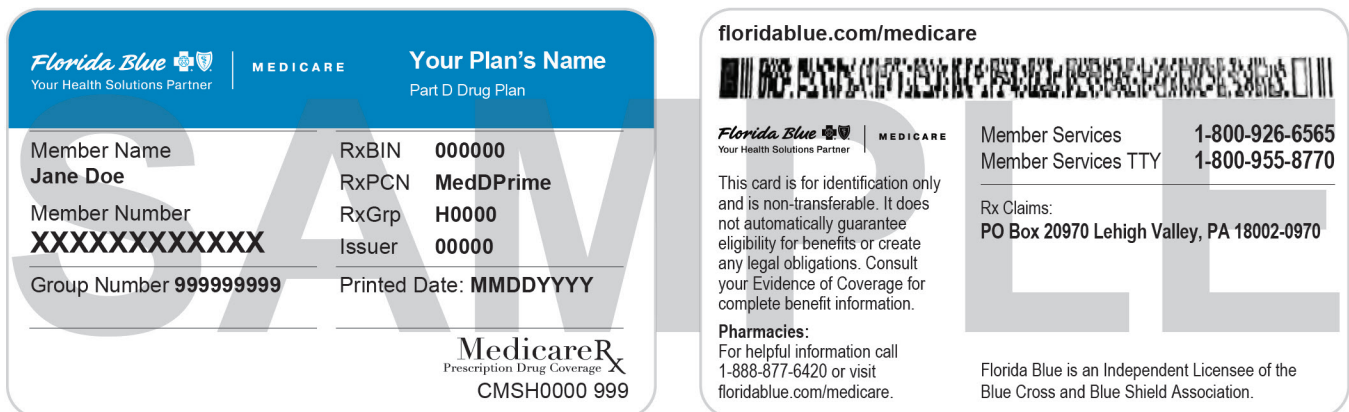 Florida Blue
Your Health Solutions Partner
MEDICARE
Your Plan's Name
Part D Drug Plan
Member Name
Jane Doe
Member Number
XXXXXXXXXXXX
Group Number 999999999
RxBIN 000000
RxPCN MedDPrime
RxGrp H0000
Issuer 00000
Printed Date: MMDDYYYY
MedicareRx
Prescription Drug Coverage
CMSH0000 999
floridablue.com/medicare
Florida Blue
Your Health Solutions Partner
MEDICARE
This card is for identification only
and is non-transferable. It does
not automatically guarantee
eligibility for benefits or create
any legal obligations. Consult
your Evidence of Coverage for
complete benefit information.
Pharmacies:
For helpful information call
1-888-877-6420 or visit
floridablue.com/medicare.
Member Services 1-800-926-6565
Member Services TTY 1-800-955-8770
Rx Claims:
PO Box 20970 Lehigh Valley, PA 18002-0970
Florida Blue is an Independent Licensee of the
Blue Cross and Blue Shield Association.
SAMPLE